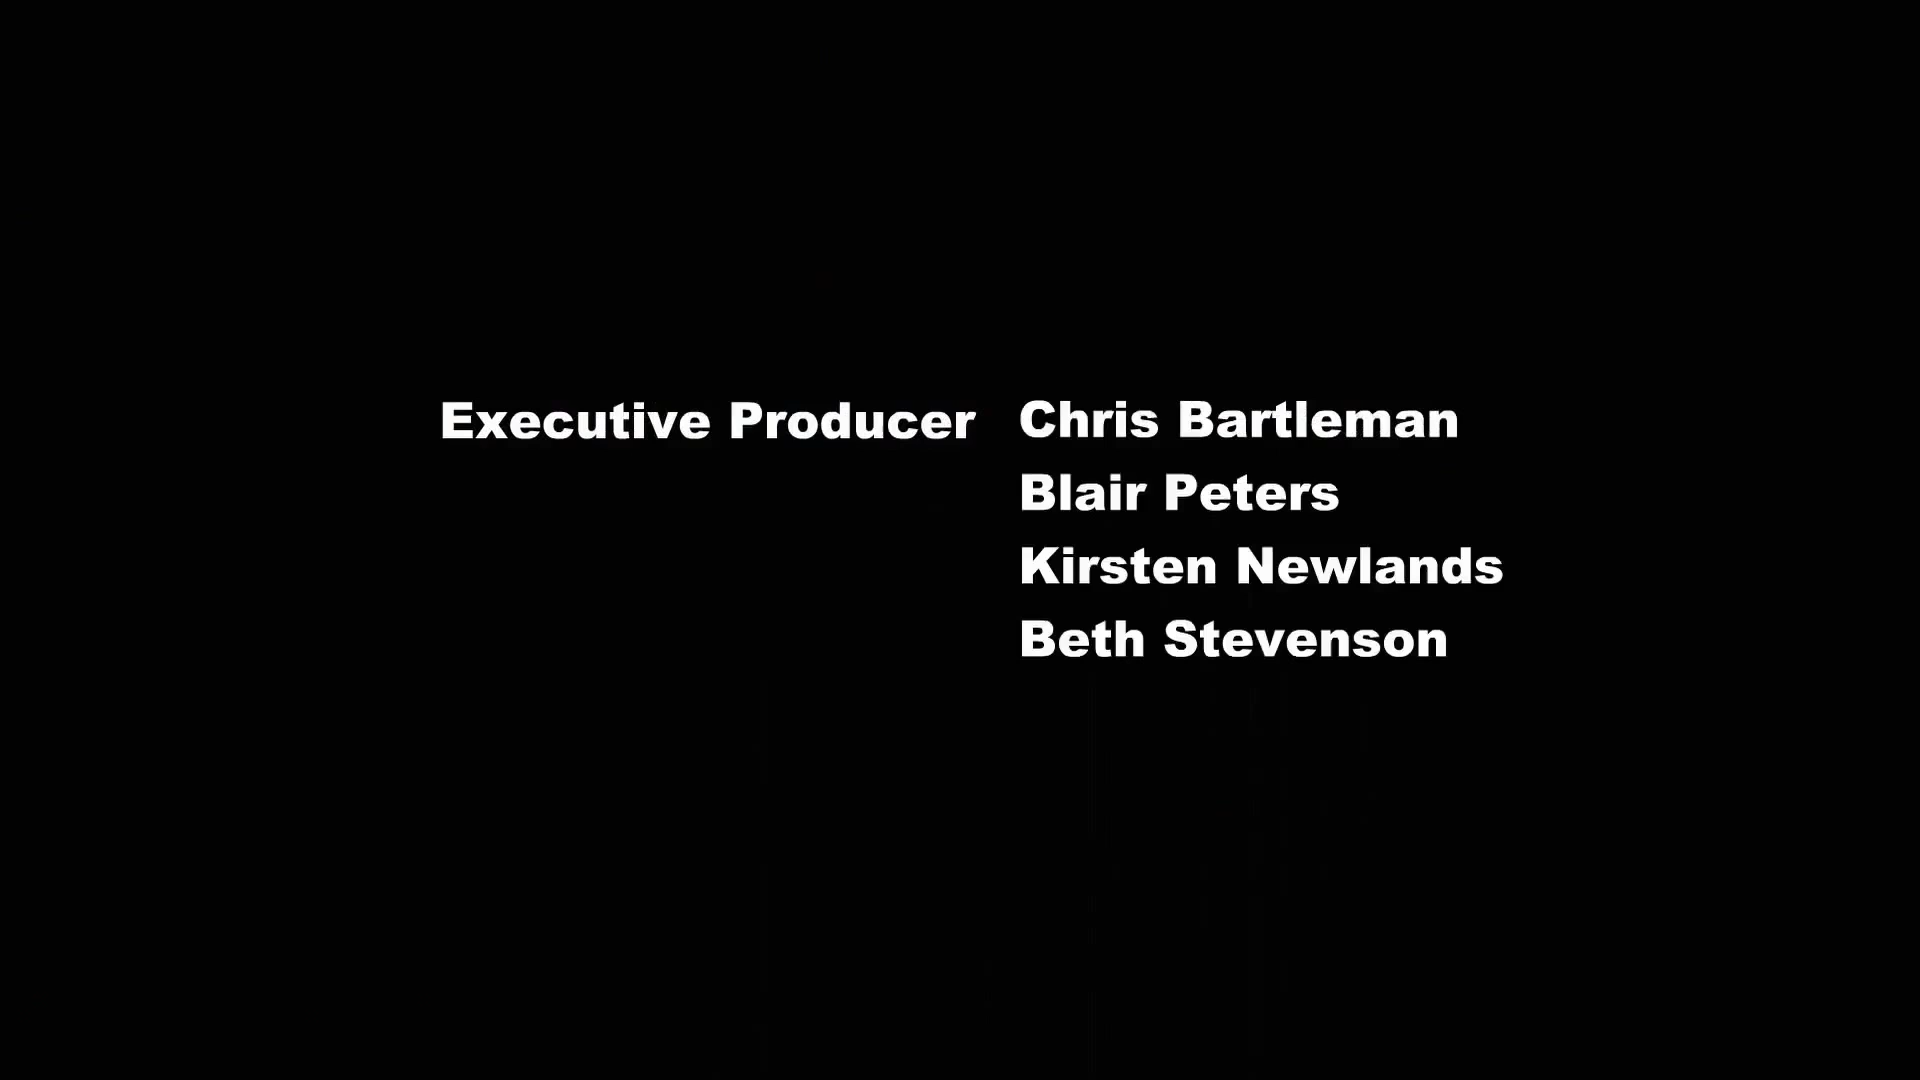 Executive Producer Chris Bartleman
Blair Peters
Kirsten Newlands
Beth Stevenson